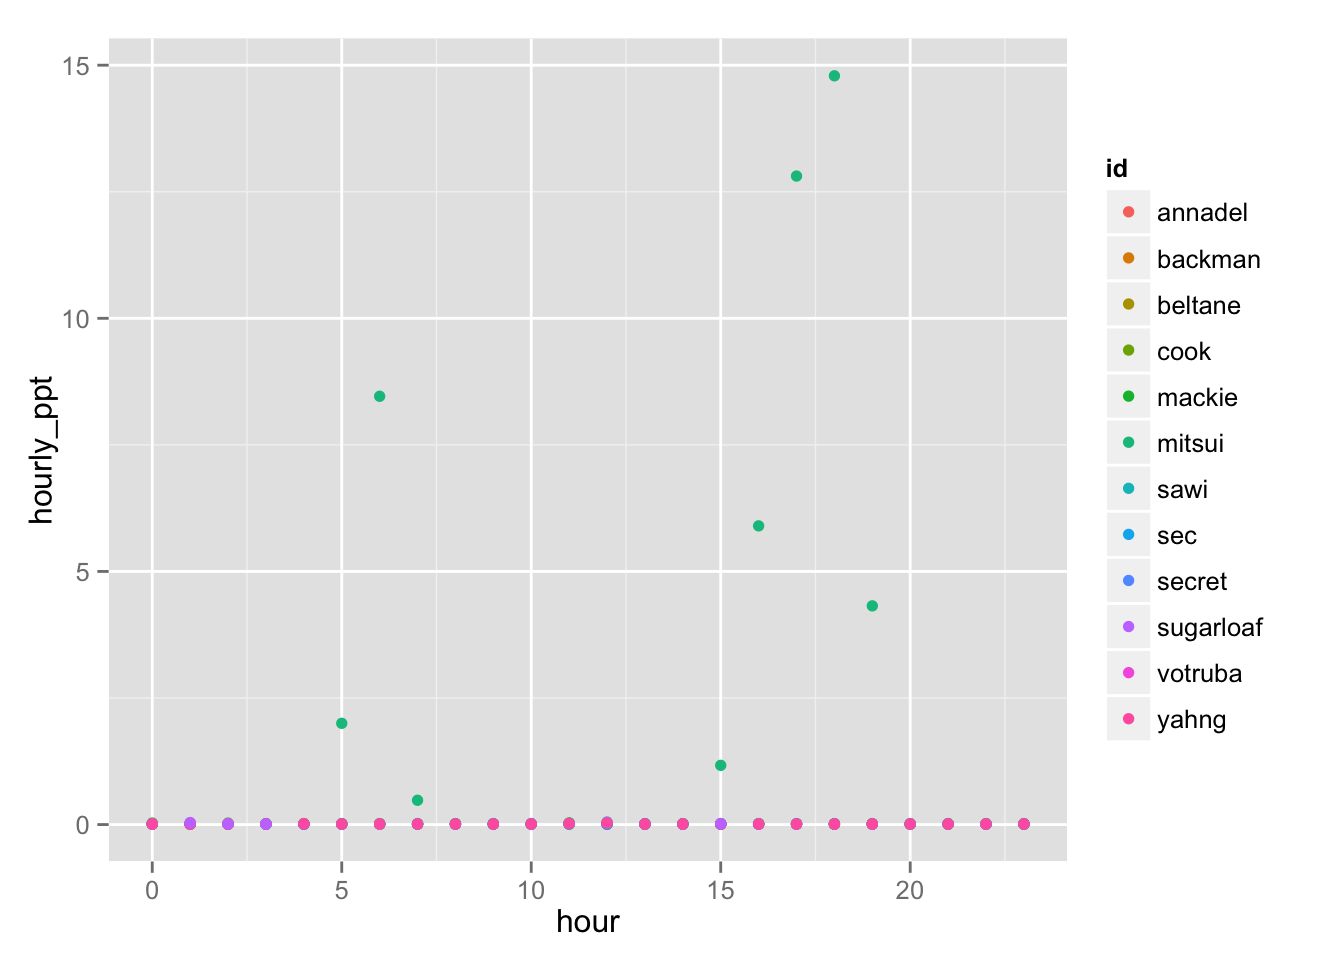 15
10
5
0
hourly_ppt
0 5 10 15 20
hour
id
annadel
backman
beltane
cook
mackie
mitsui
sawi
sec
secret
sugarloaf
votruba
yahng